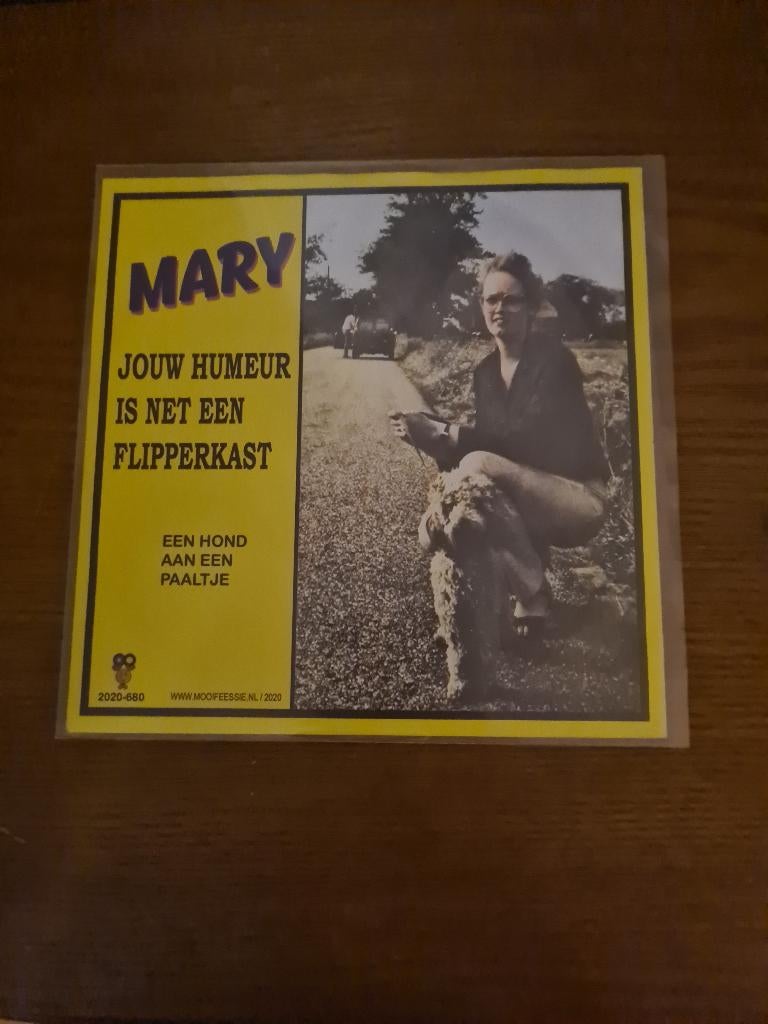 MARY
JOUW HUMEUR
IS NET EEN
FLIPPERKAST
EEN HOND
AAN EEN
PAALTJE
2020-680
WWW.MOOIFEESSIE.NL / 2020